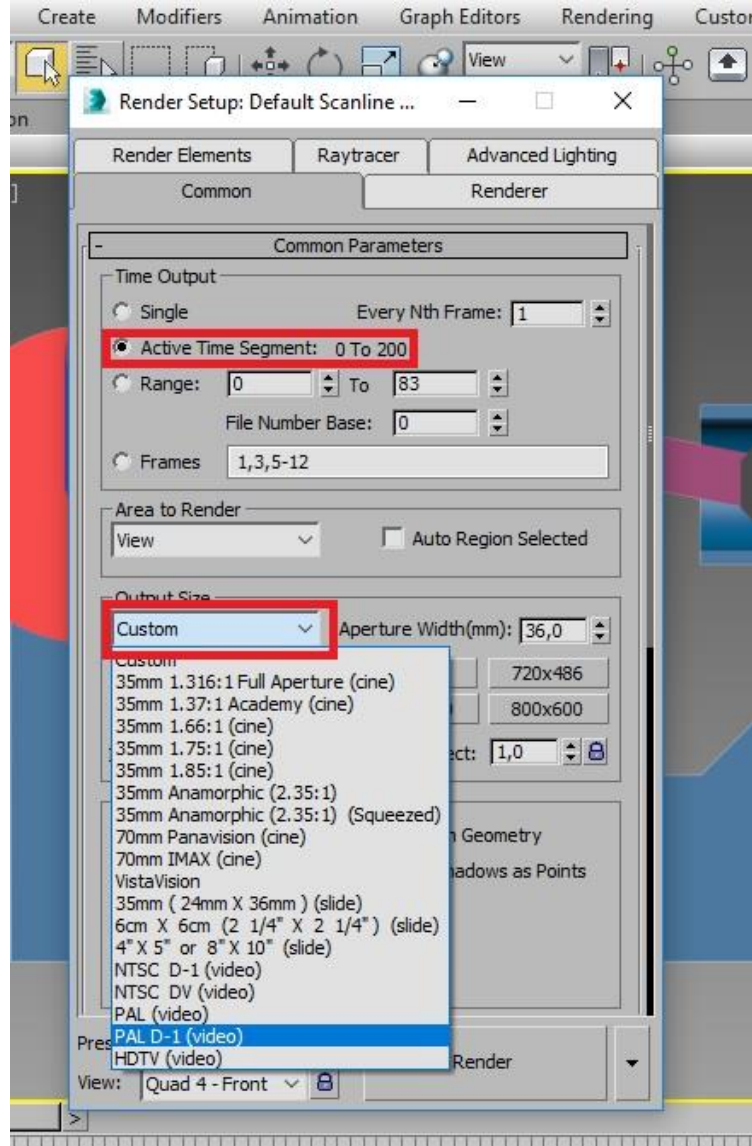 Create Modifiers Animation Graph Editors Rendering
View
Render Setup: Default Scanline ...
Render Elements Raytracer Advanced Lighting
Common Renderer
- Common Parameters
Time Output
Single Every Nth Frame: 1
Active Time Segment: 0 To 200
Range: 0 To 83
File Number Base: 0
Frames 1,3,5-12
Area to Render
View Auto Region Selected
Output Size
Custom Aperture Width(mm): 36,0
Custom
35mm 1.316:1 Full Aperture (cine) 720x486
35mm 1.37:1 Academy (cine) 800x600
35mm 1.66:1 (cine)
35mm 1.75:1 (cine) 1,0
35mm 1.85:1 (cine)
35mm Anamorphic (2.35:1)
35mm Anamorphic (2.35:1) (Squeezed)
70mm Panavision (cine) Geometry
70mm IMAX (cine) as Points
VistaVision
35mm ( 24mm X 36mm ) (slide)
6cm X 6cm (2 1/4" X 2 1/4" ) (slide)
4" X 5" or 8" X 10" (slide)
NTSC D-1 (video)
NTSC DV (video)
PAL (video)
PAL D-1 (video)
HDTV (video) Render
View: Quad 4 - Front